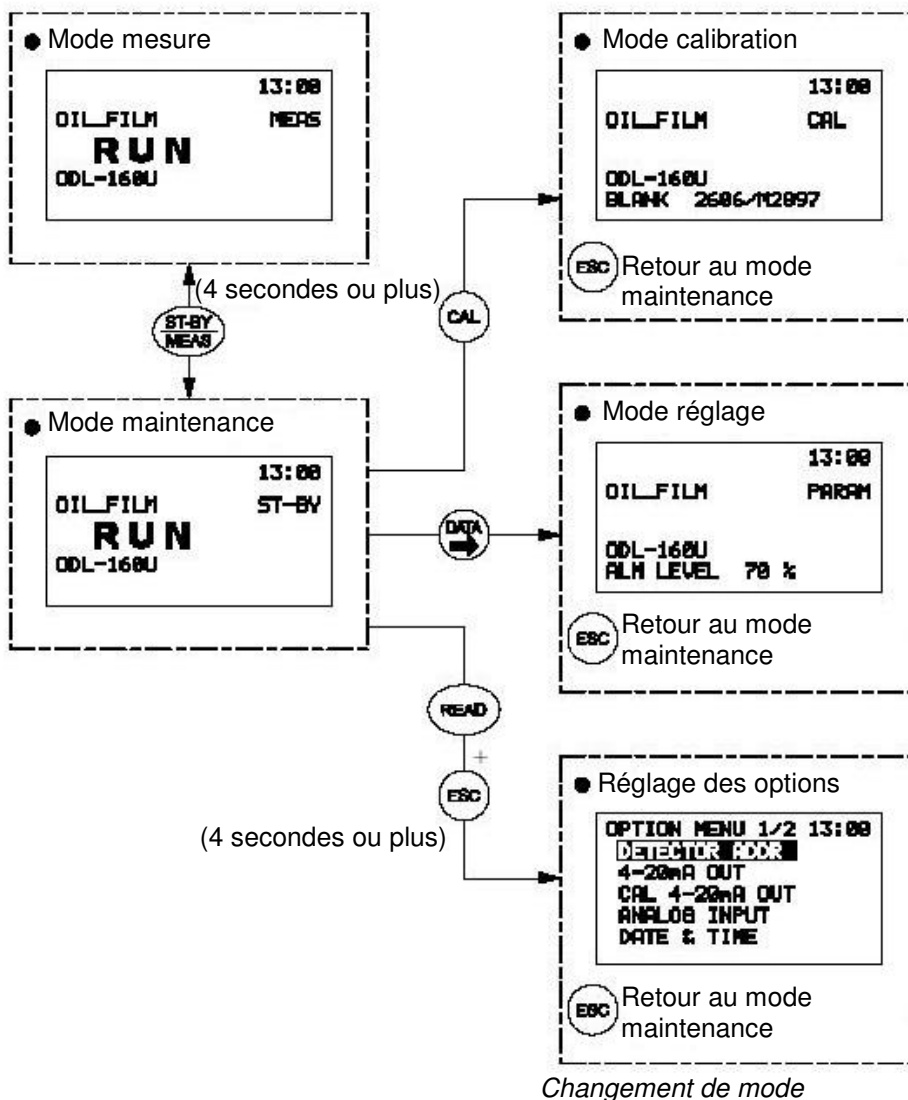 ● Mode mesure
13:00
OIL_FILM MEAS
RUN
ODL-160U
(4 secondes ou plus)
ST-BY
MEAS
● Mode maintenance
13:00
OIL_FILM ST-BY
RUN
ODL-160U
CAL
DATA
READ
+
ESC
(4 secondes ou plus)
● Mode calibration
13:00
OIL_FILM CAL
ODL-160U
BLANK 2606/M2097
ESC Retour au mode
maintenance
● Mode réglage
13:00
OIL_FILM PARAM
ODL-160U
ALM LEVEL 70 %
ESC Retour au mode
maintenance
● Réglage des options
OPTION MENU 1/2 13:00
DETECTOR ADDR
4-20mA OUT
CAL 4-20mA OUT
ANALOG INPUT
DATE & TIME
ESC Retour au mode
maintenance
Changement de mode